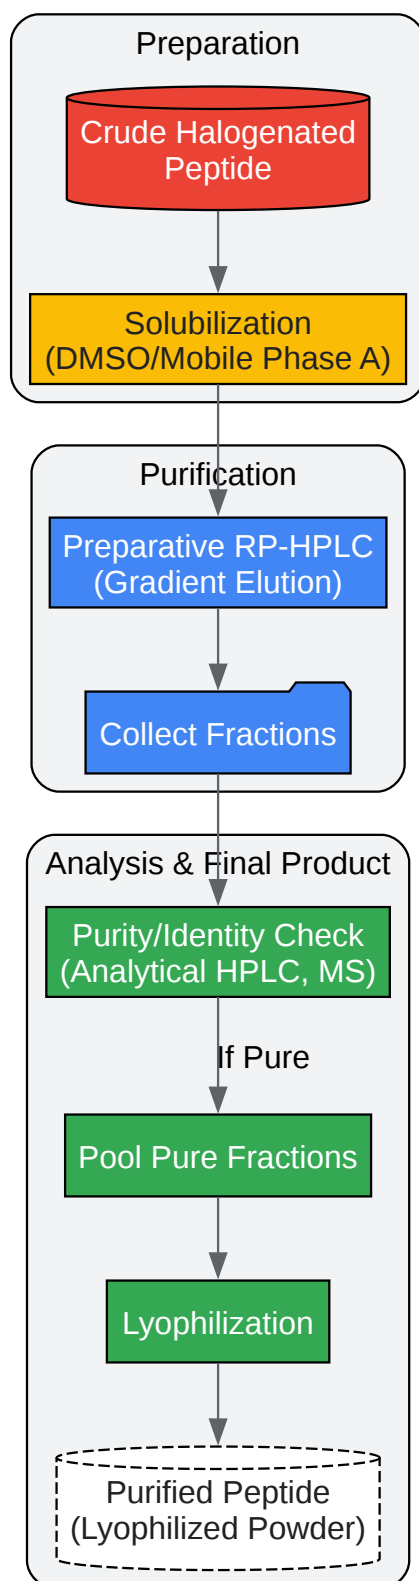 Preparation
Crude Halogenated
Peptide
Solubilization
(DMSO/Mobile Phase A)
Purification
Preparative RP-HPLC
(Gradient Elution)
Collect Fractions
Analysis & Final Product
Purity/Identity Check
(Analytical HPLC, MS)
If Pure
Pool Pure Fractions
Lyophilization
Purified Peptide
(Lyophilized Powder)